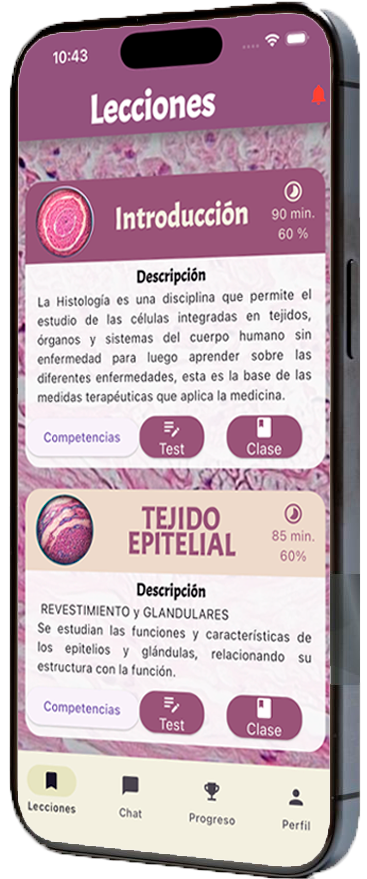 10:43
Lecciones
Introducción
90 min.
60 %
Descripción
La Histología es una disciplina que permite el
estudio de las células integradas en tejidos,
órganos y sistemas del cuerpo humano sin
enfermedad para luego aprender sobre las
diferentes enfermedades, esta es la base de las
medidas terapéuticas que aplica la medicina.
Competencias
Test
Clase
TEJIDO
EPITELIAL
85 min.
60%
Descripción
REVESTIMIENTO y GLANDULARES
Se estudian las funciones y características de
los epitelios y glándulas, relacionando su
estructura con la función.
Competencias
Test
Clase
Lecciones
Chat
Progreso
Perfil